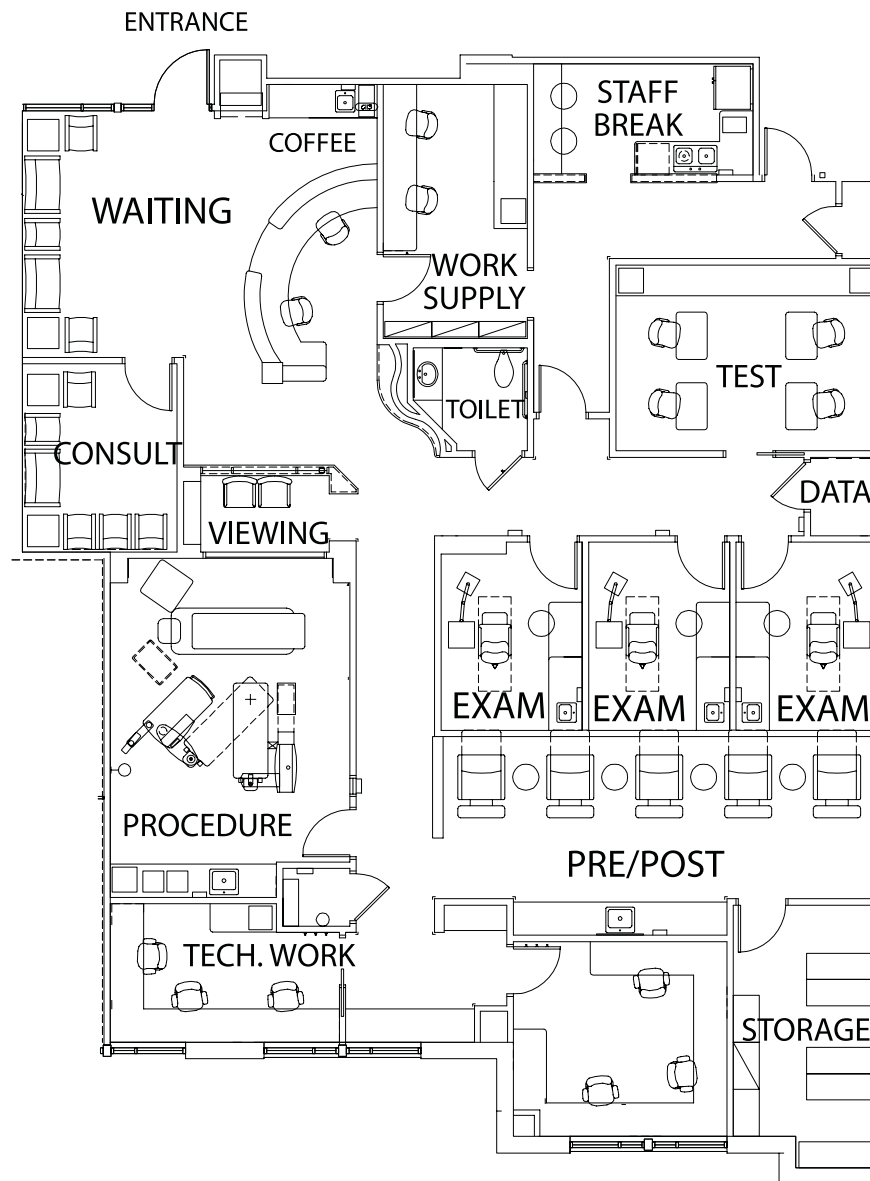 ENTRANCE
STAFF
BREAK
COFFEE
WAITING
WORK
SUPPLY
TEST
TOILET
CONSULT
DATA
VIEWING
EXAM
EXAM
EXAM
PROCEDURE
PRE/POST
TECH. WORK
STORAGE